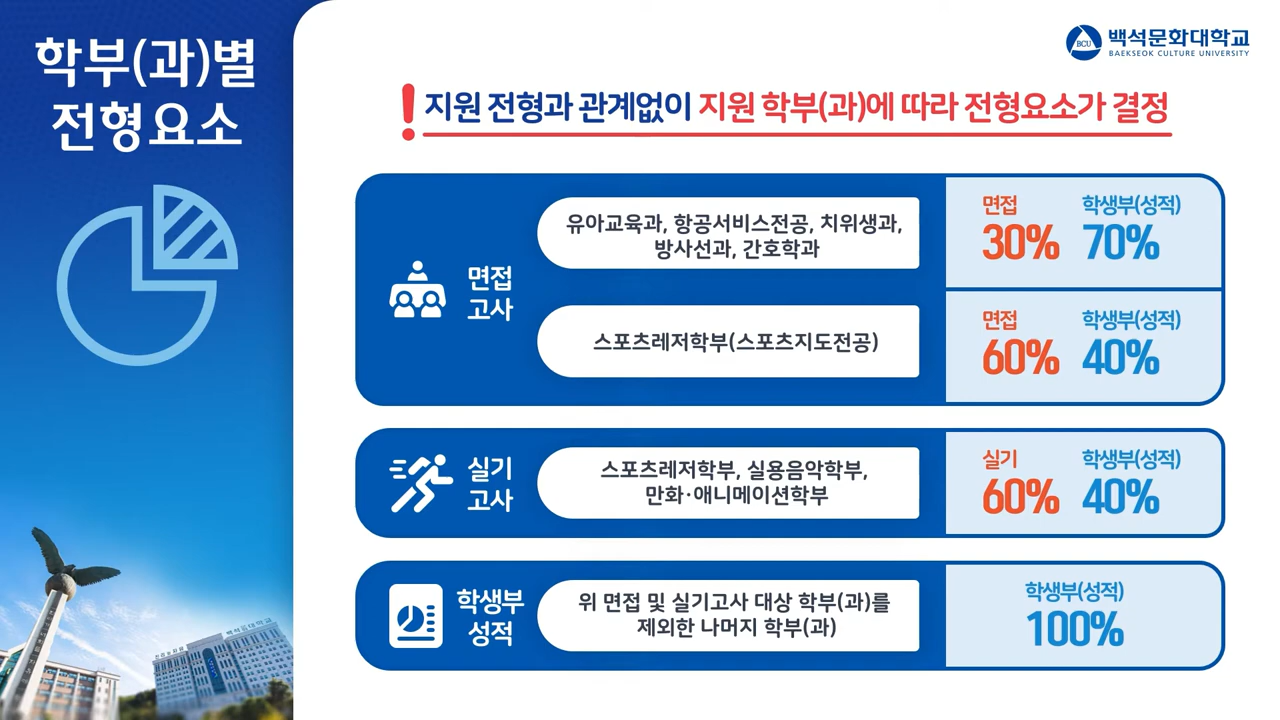 학부(과)별
전형요소
BCU
백석문화대학교
BAEKSEOK CULTURE UNIVERSITY
지원 전형과 관계없이 지원 학부(과)에 따라 전형요소가 결정
면접
고사
유아교육과, 항공서비스전공, 치위생과,
방사선과, 간호학과
면접 학생부(성적)
30% 70%
스포츠레저학부(스포츠지도전공)
면접 학생부(성적)
60% 40%
실기
고사
스포츠레저학부, 실용음악학부,
만화·애니메이션학부
실기 학생부(성적)
60% 40%
학생부
성적
위 면접 및 실기고사 대상 학부(과)를
제외한 나머지 학부(과)
학생부(성적)
100%